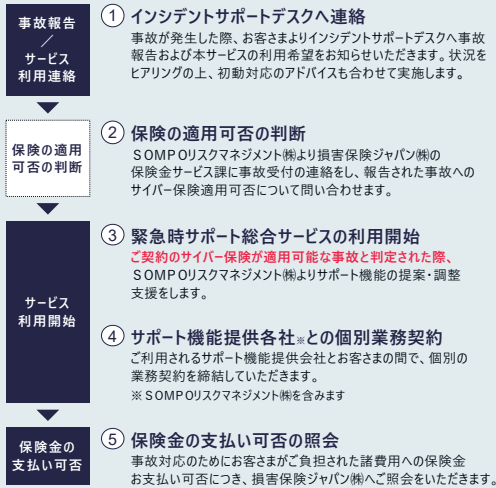 事故報告
／
サービス
利用連絡
① インシデントサポートデスクへ連絡
事故が発生した際、お客さまよりインシデントサポートデスクへ事故
報告および本サービスの利用希望をお知らせいただきます。状況を
ヒアリングの上、初動対応のアドバイスも合わせて実施します。
保険の適用
可否の判断
② 保険の適用可否の判断
SOMPOリスクマネジメント㈱より損害保険ジャパン㈱の
保険金サービス課に事故受付の連絡をし、報告された事故への
サイバー保険適用可否について問い合わせます。
サービス
利用開始
③ 緊急時サポート総合サービスの利用開始
ご契約のサイバー保険が適用可能な事故と判定された際、
SOMPOリスクマネジメント㈱よりサポート機能の提案・調整
支援をします。
④ サポート機能提供各社※との個別業務契約
ご利用されるサポート機能提供会社とお客さまの間で、個別の
業務契約を締結していただきます。
※SOMPOリスクマネジメント㈱を含みます
保険金の
支払い可否
⑤ 保険金の支払い可否の照会
事故対応のためにお客さまがご負担された諸費用への保険金
お支払い可否につき、損害保険ジャパン㈱へご照会をいただきます。